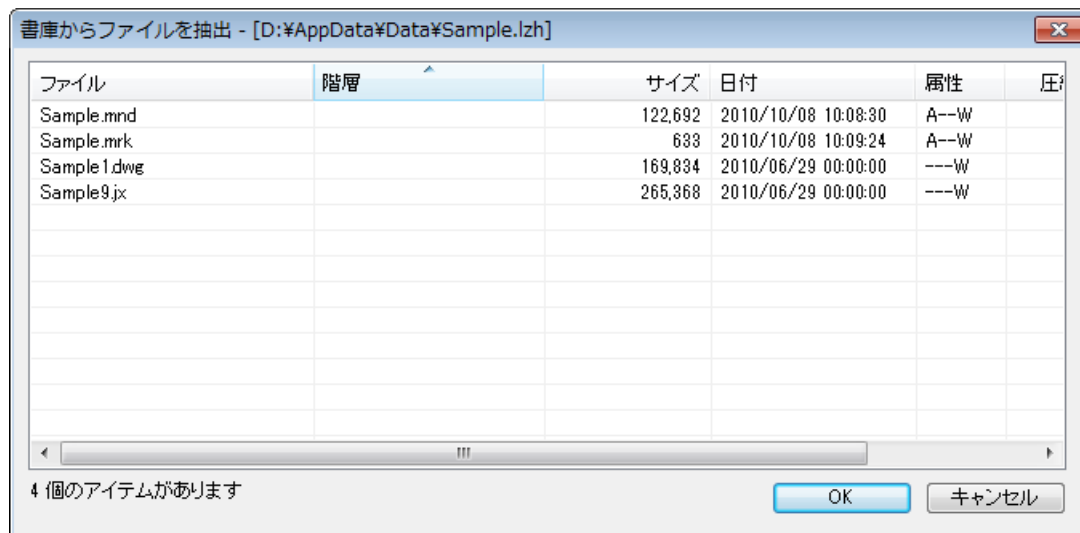 書庫からファイルを抽出 - [D:¥AppData¥Data¥Sample.lzh]
ファイル 階層 サイズ 日付 属性
Sample.mnd 122,692 2010/10/08 10:08:30 A--W
Sample.mrk 633 2010/10/08 10:09:24 A--W
Sample1.dwg 169,834 2010/06/29 00:00:00 ---W
Sample9.jx 265,368 2010/06/29 00:00:00 ---W
4 個のアイテムがあります OK キャンセル